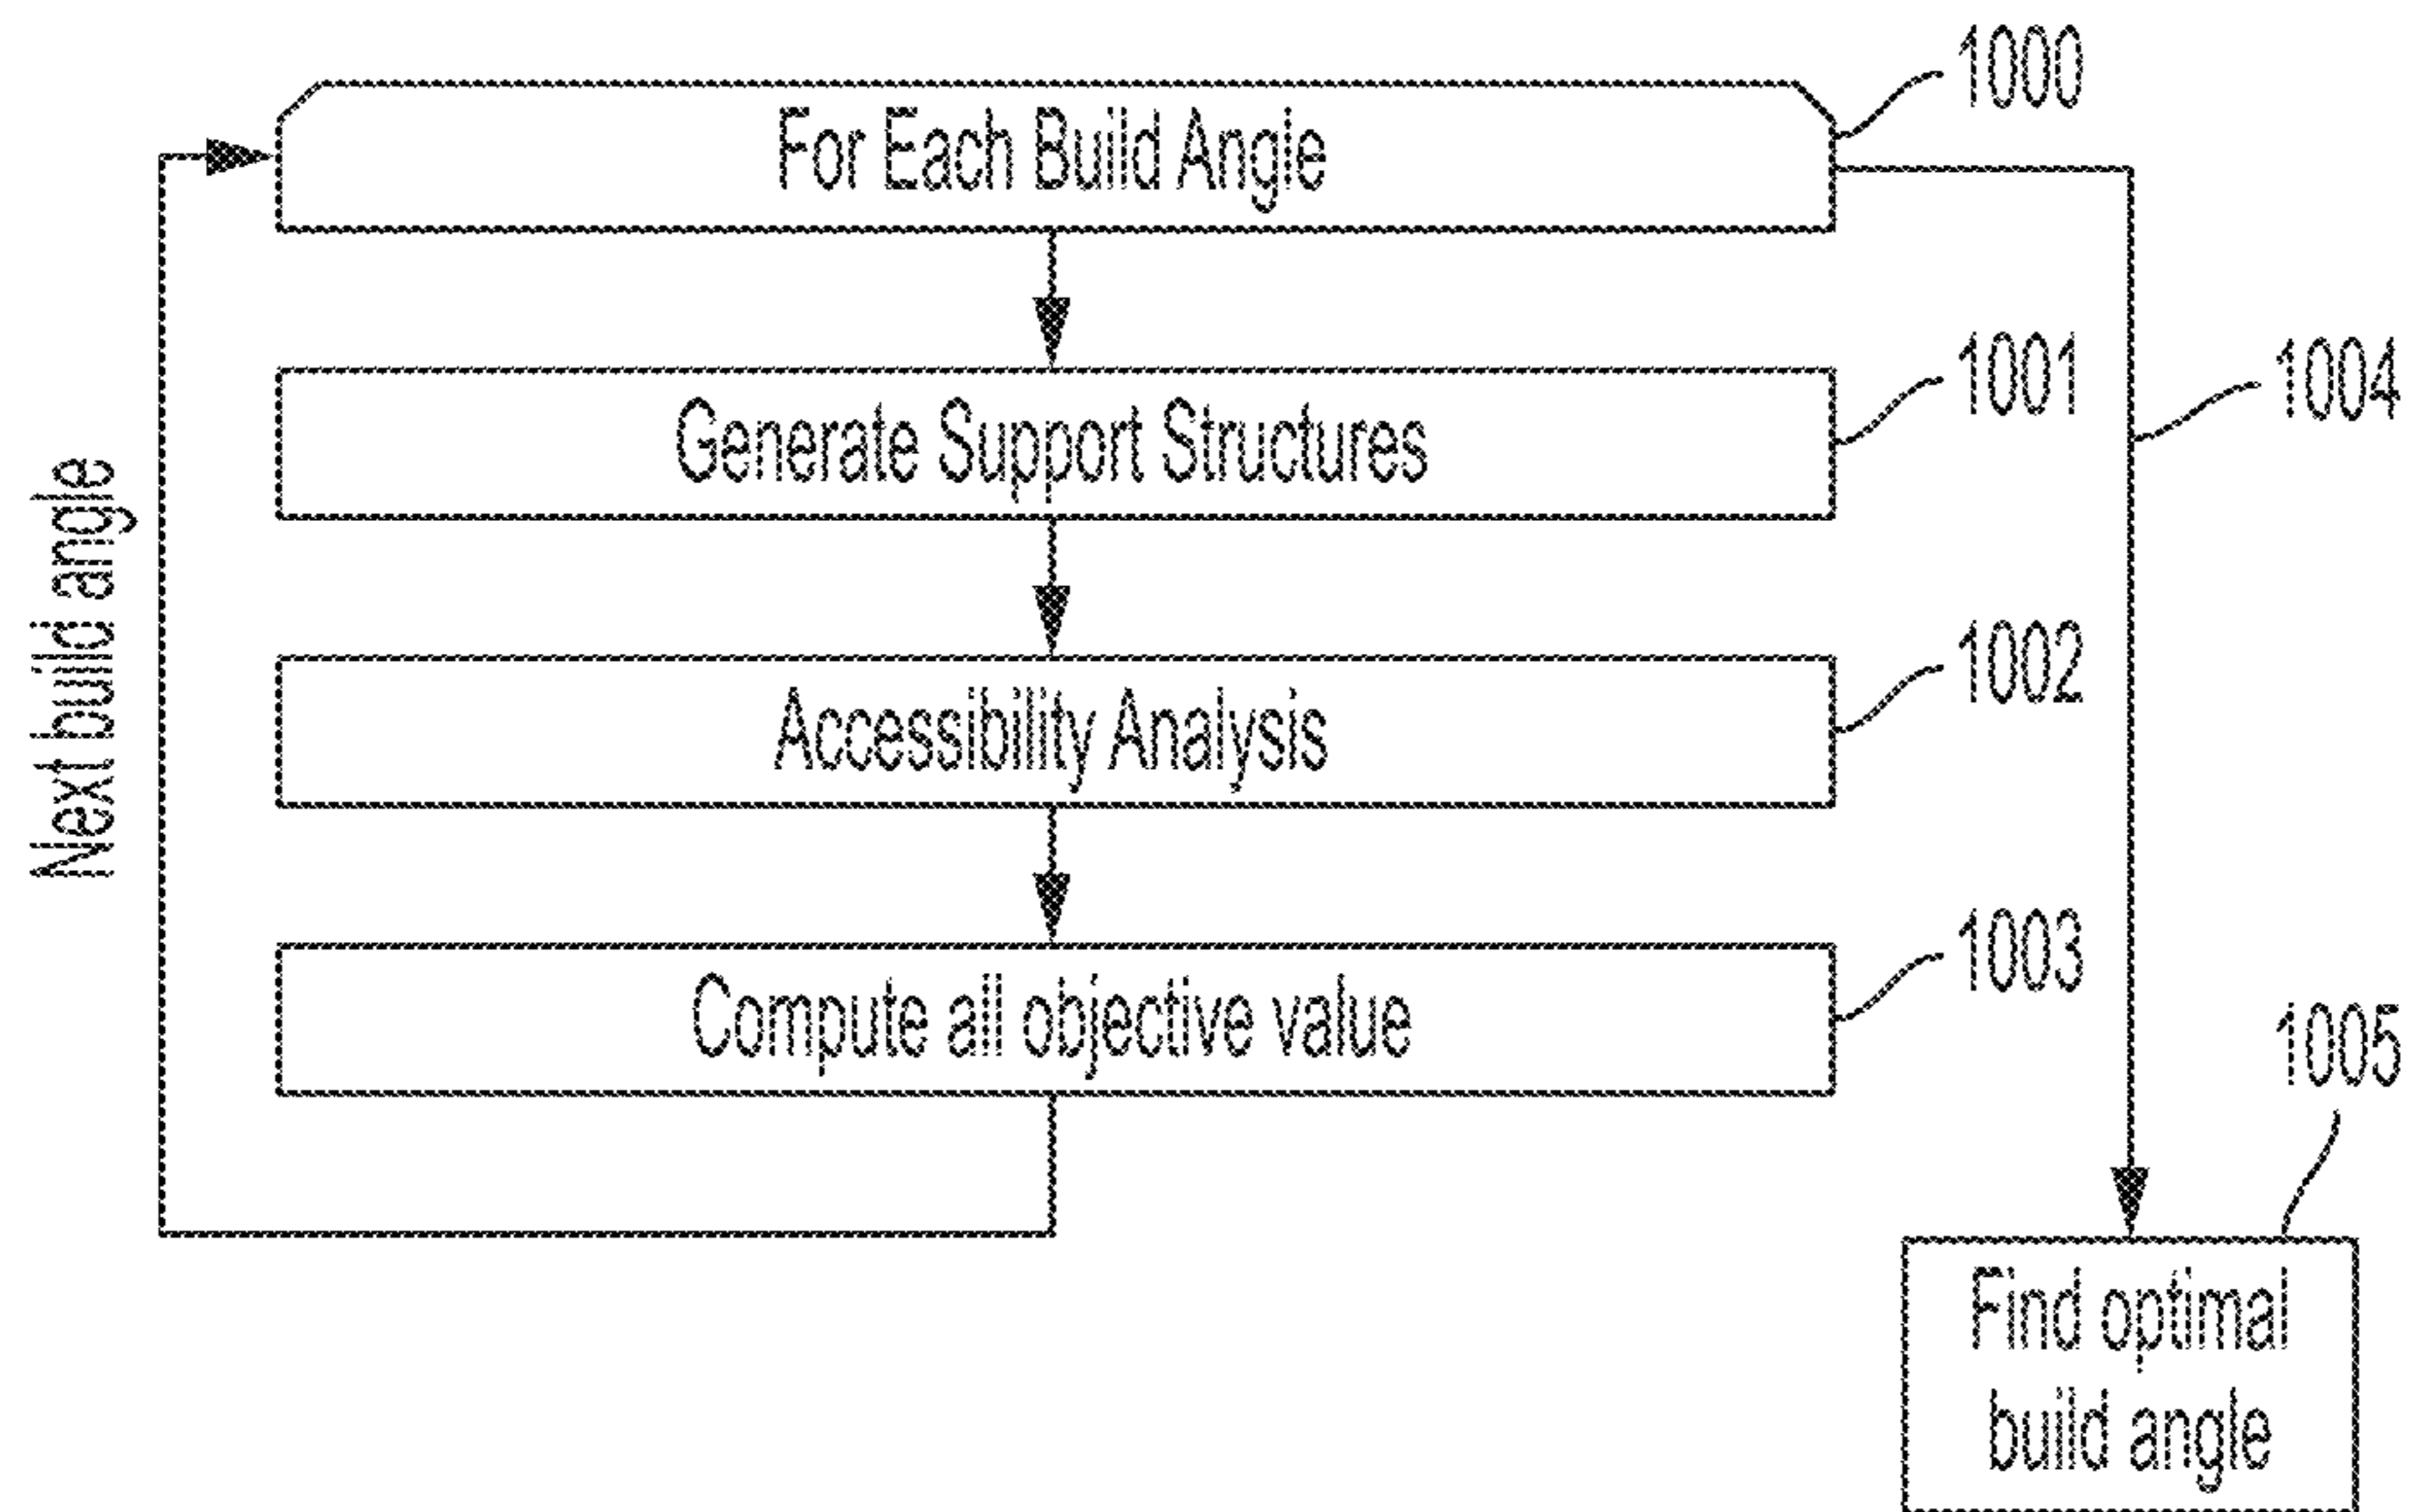 For Each Build Angle
1000
Generate Support Structures
1001
1004
Accessibility Analysis
1002
Next build angle
Compute all objective value
1003
1005
Find optimal
build angle